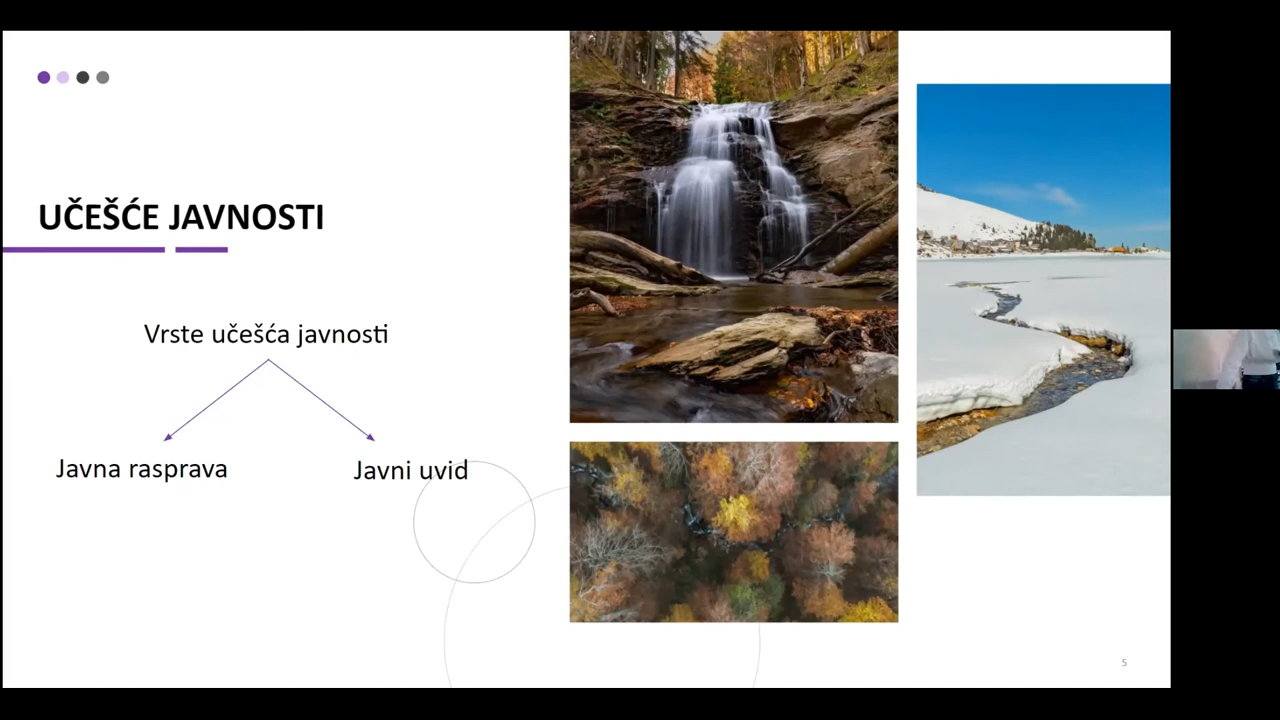 UČEŠĆE JAVNOSTI
Vrste učešća javnosti
Javna rasprava
Javni uvid
5